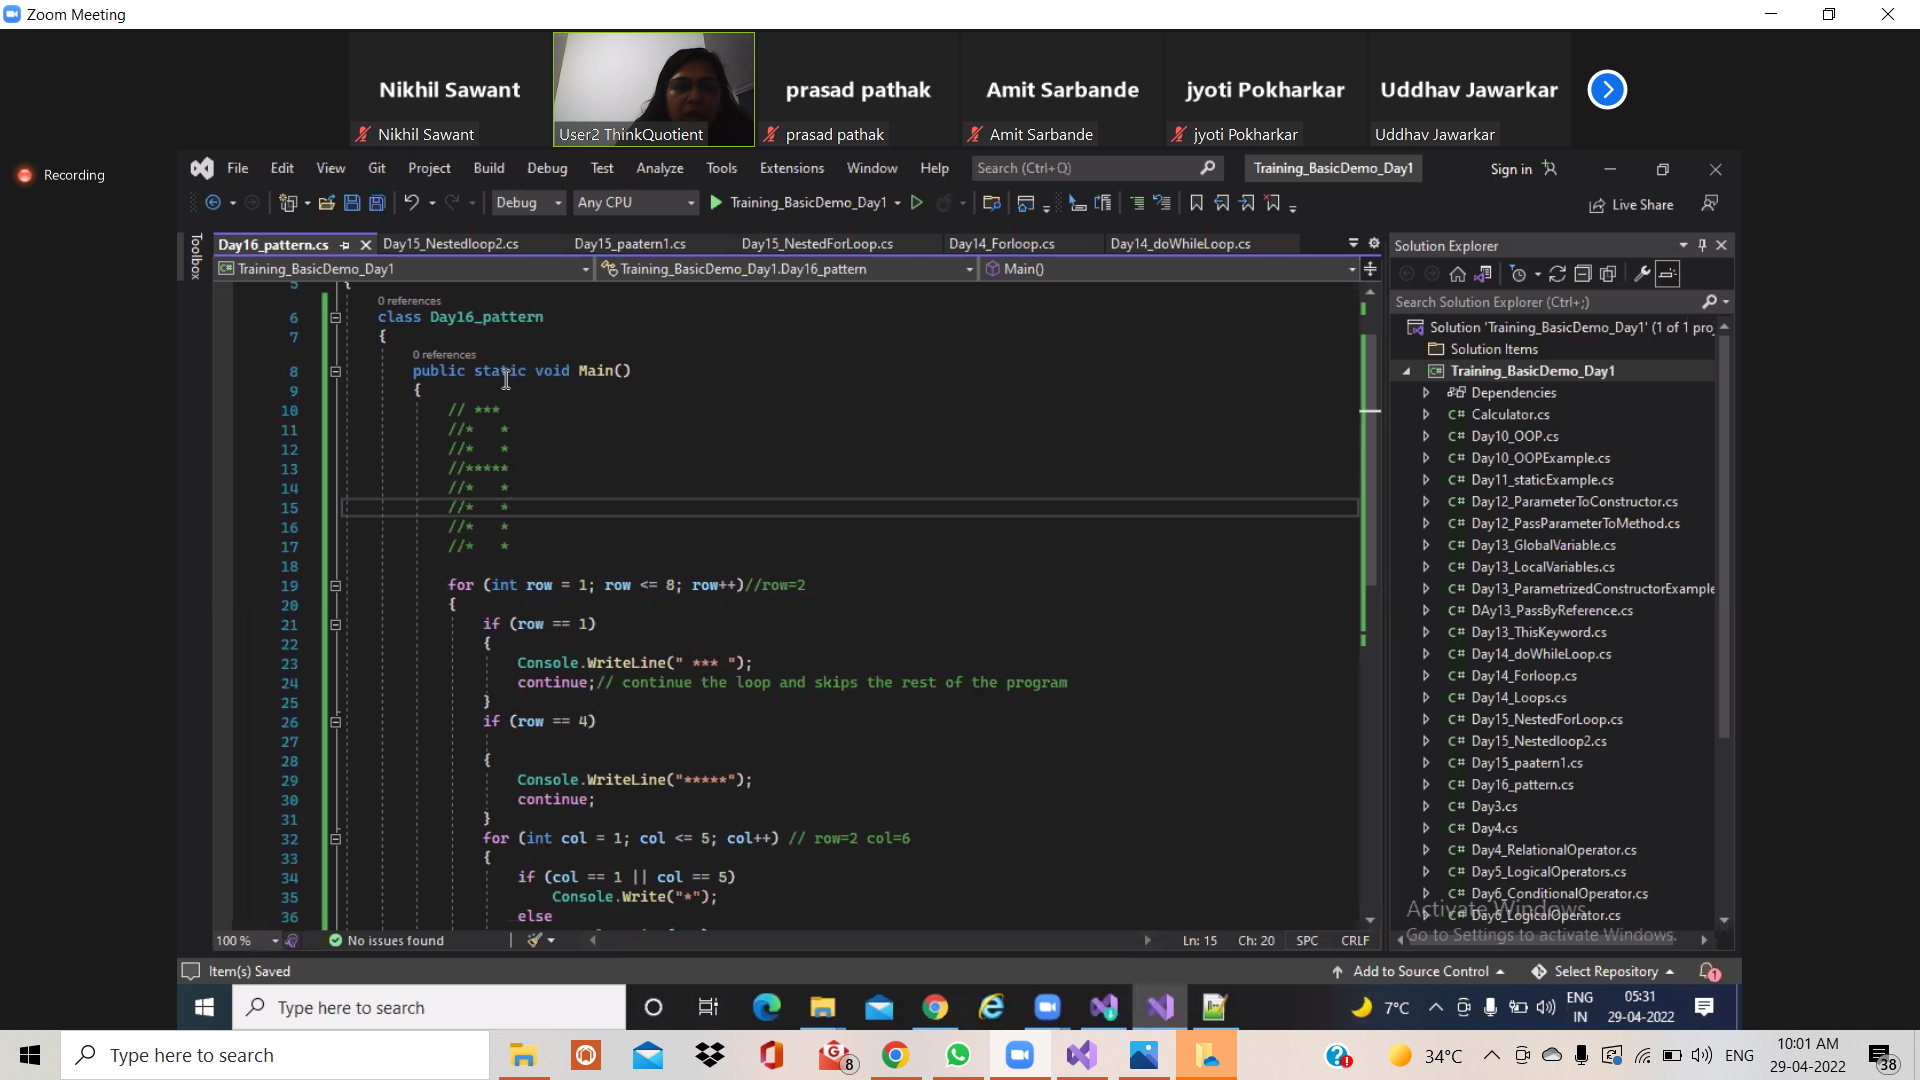 Zoom Meeting
Nikhil Sawant
prasad pathak
Amit Sarbande
jyoti Pokharkar
Uddhav Jawarkar
Nikhil Sawant
User2 ThinkQuotient
prasad pathak
Amit Sarbande
jyoti Pokharkar
Uddhav Jawarkar
Recording
File Edit View Git Project Build Debug Test Analyze Tools Extensions Window Help Search (Ctrl+Q) Training_BasicDemo_Day1 Sign in
Debug Any CPU Training_BasicDemo_Day1 Live Share
Toolbox
Day16_pattern.cs Day15_Nestedloop2.cs Day15_paatern1.cs Day15_NestedForLoop.cs Day14_Forloop.cs Day14_doWhileLoop.cs
Training_BasicDemo_Day1 Training_BasicDemo_Day1.Day16_pattern Main()
5 {
0 references
6 class Day16_pattern
7 {
0 references
8 public static void Main()
9 {
10 // ***
11 //*   *
12 //*   *
13 //*****
14 //*   *
15 //*   *
16 //*   *
17 //*   *
18
19 for (int row = 1; row <= 8; row++)//row=2
20 {
21 if (row == 1)
22 {
23 Console.WriteLine(" *** ");
24 continue;// continue the loop and skips the rest of the program
25 }
26 if (row == 4)
27
28 {
29 Console.WriteLine("*****");
30 continue;
31 }
32 for (int col = 1; col <= 5; col++) // row=2 col=6
33 {
34 if (col == 1 || col == 5)
35 Console.Write("*");
36 else
100 % No issues found Ln: 15 Ch: 20 SPC CRLF
Solution Explorer
Search Solution Explorer (Ctrl+;)
Solution 'Training_BasicDemo_Day1' (1 of 1 proj
Solution Items
Training_BasicDemo_Day1
Dependencies
C# Calculator.cs
C# Day10_OOP.cs
C# Day10_OOPExample.cs
C# Day11_staticExample.cs
C# Day12_ParameterToConstructor.cs
C# Day12_PassParameterToMethod.cs
C# Day13_GlobalVariable.cs
C# Day13_LocalVariables.cs
C# Day13_ParametrizedConstructorExample
C# DAy13_PassByReference.cs
C# Day13_ThisKeyword.cs
C# Day14_doWhileLoop.cs
C# Day14_Forloop.cs
C# Day14_Loops.cs
C# Day15_NestedForLoop.cs
C# Day15_Nestedloop2.cs
C# Day15_paatern1.cs
C# Day16_pattern.cs
C# Day3.cs
C# Day4.cs
C# Day4_RelationalOperator.cs
C# Day5_LogicalOperators.cs
C# Day6_ConditionalOperator.cs
C# Day6_LogicalOperator.cs
Activate Windows
Go to Settings to activate Windows.
Item(s) Saved Add to Source Control Select Repository 1
Type here to search 7°C ENG IN 05:31 29-04-2022
Type here to search 8 34°C ENG 10:01 AM 29-04-2022 38